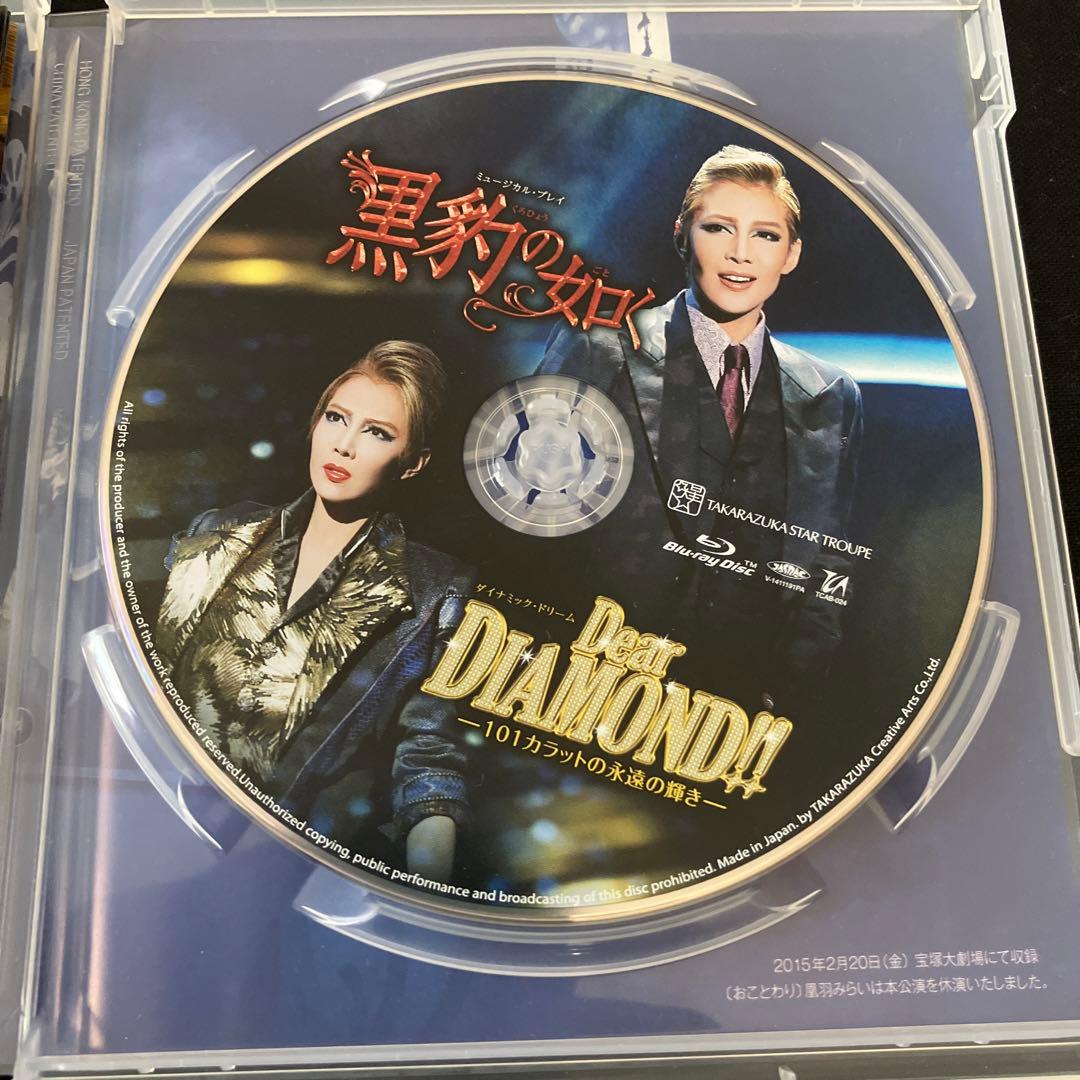 HONG KONG PATENTED
CHINA PATENTED
JAPAN PATENTED
ミュージカル・プレイ
くろひょう
ごと
黒豹の如く
TAKARAZUKA STAR TROUPE
Blu-ray Disc™
JASRAC
V-1411191PA
TCA
TCAB-024
ダイナミック・ドリーム
Dear
DIAMOND!!
―101カラットの永遠の輝き―
All rights of the producer and the owner of the work reproduced reserved.Unauthorized copying, public performance and broadcasting of this disc prohibited. Made in Japan. by TAKARAZUKA Creative Arts Co.,Ltd.
2015年2月20日(金) 宝塚大劇場にて収録
〔おことわり〕凰羽みらいは本公演を休演いたしました。